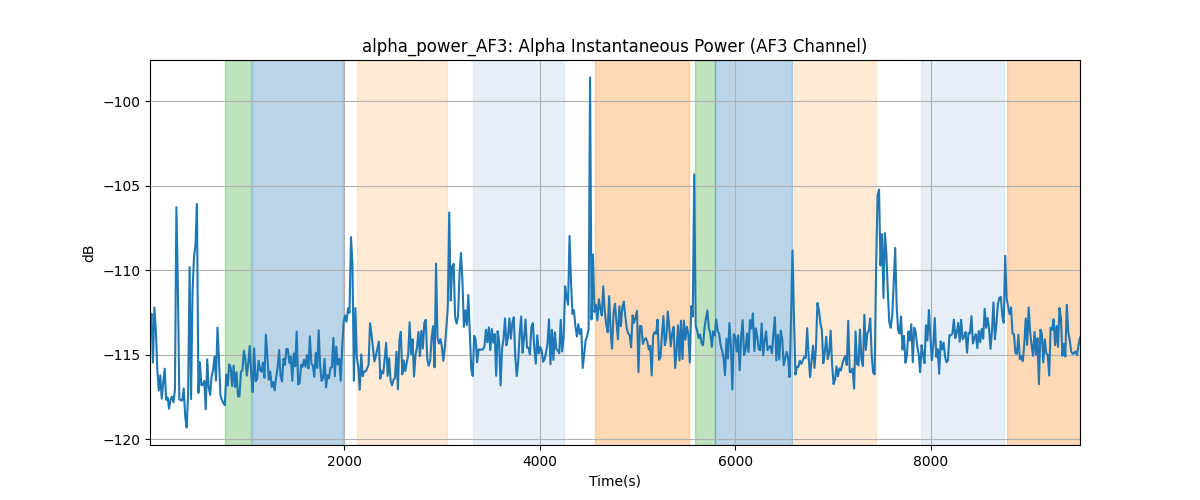 alpha_power_AF3: Alpha Instantaneous Power (AF3 Channel)
−100
−105
−110
−115
−120
dB
2000 4000 6000 8000
Time(s)